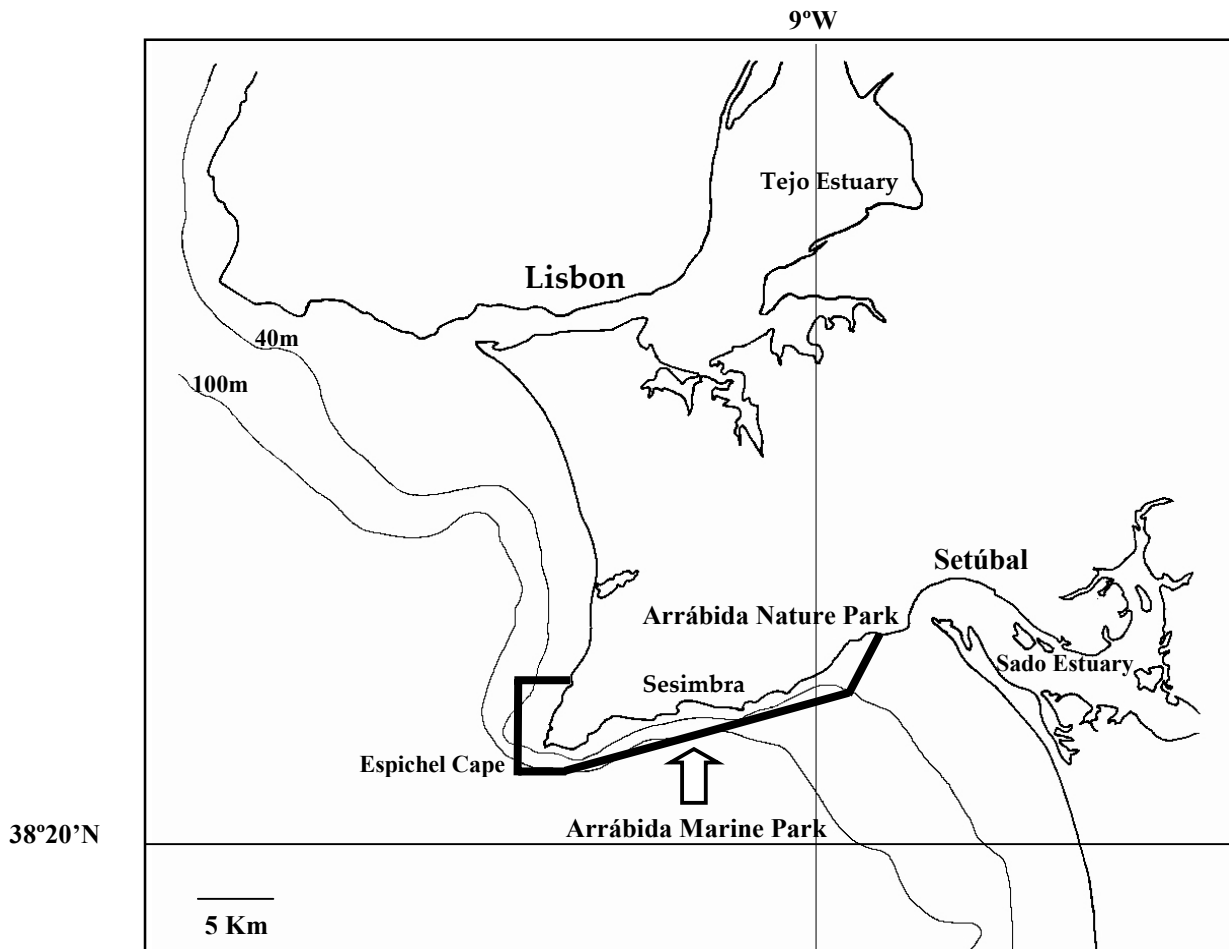 9ºW
Tejo Estuary
Lisbon
40m
100m
Setúbal
Arrábida Nature Park
Sado Estuary
Sesimbra
Espichel Cape
Arrábida Marine Park
38º20’N
5 Km